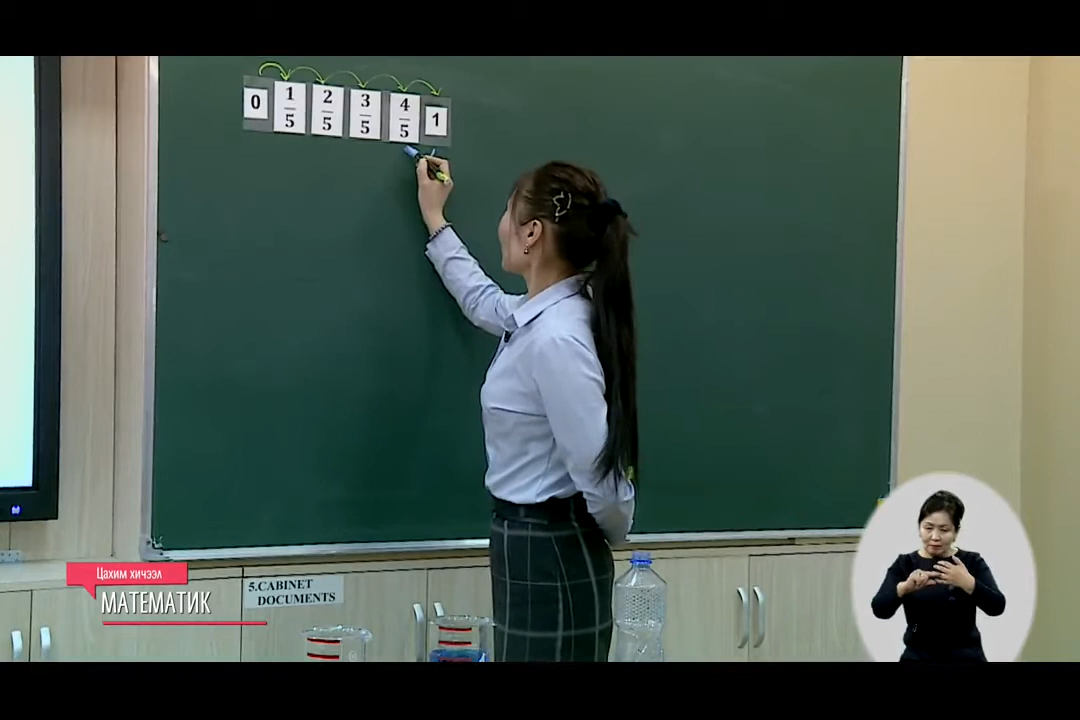 0 1/5 2/5 3/5 4/5 1
Цахим хичээл
МАТЕМАТИК
5.CABINET
DOCUMENTS